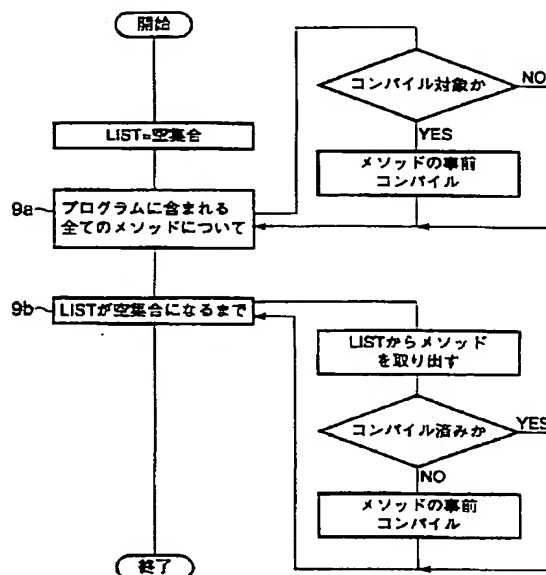 開始
LIST=空集合
9a
プログラムに含まれる
全てのメソッドについて
コンパイル対象か
NO
YES
メソッドの事前
コンパイル
9b
LISTが空集合になるまで
LISTからメソッド
を取り出す
コンパイル済みか
YES
NO
メソッドの事前
コンパイル
終了